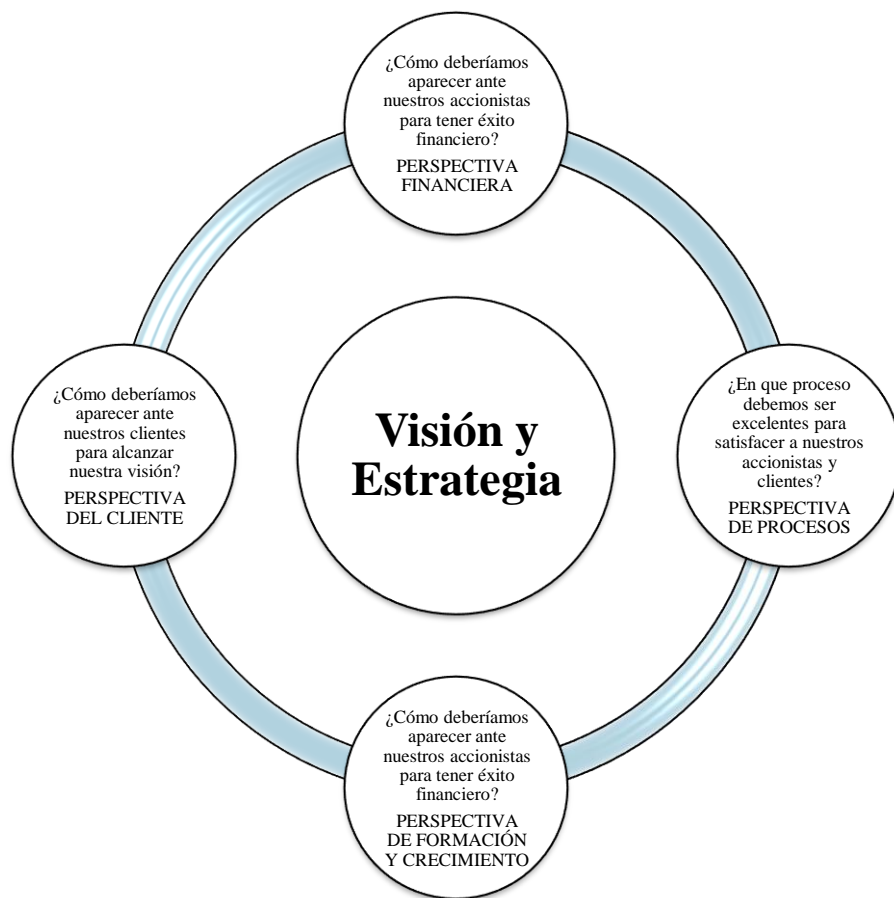 ¿Cómo deberíamos
aparecer ante
nuestros accionistas
para tener éxito
financiero?
PERSPECTIVA
FINANCIERA
¿Cómo deberíamos
aparecer ante
nuestros clientes
para alcanzar
nuestra visión?
PERSPECTIVA
DEL CLIENTE
Visión y
Estrategia
¿En que proceso
debemos ser
excelentes para
satisfacer a nuestros
accionistas y
clientes?
PERSPECTIVA
DE PROCESOS
¿Cómo deberíamos
aparecer ante
nuestros accionistas
para tener éxito
financiero?
PERSPECTIVA
DE FORMACIÓN
Y CRECIMIENTO